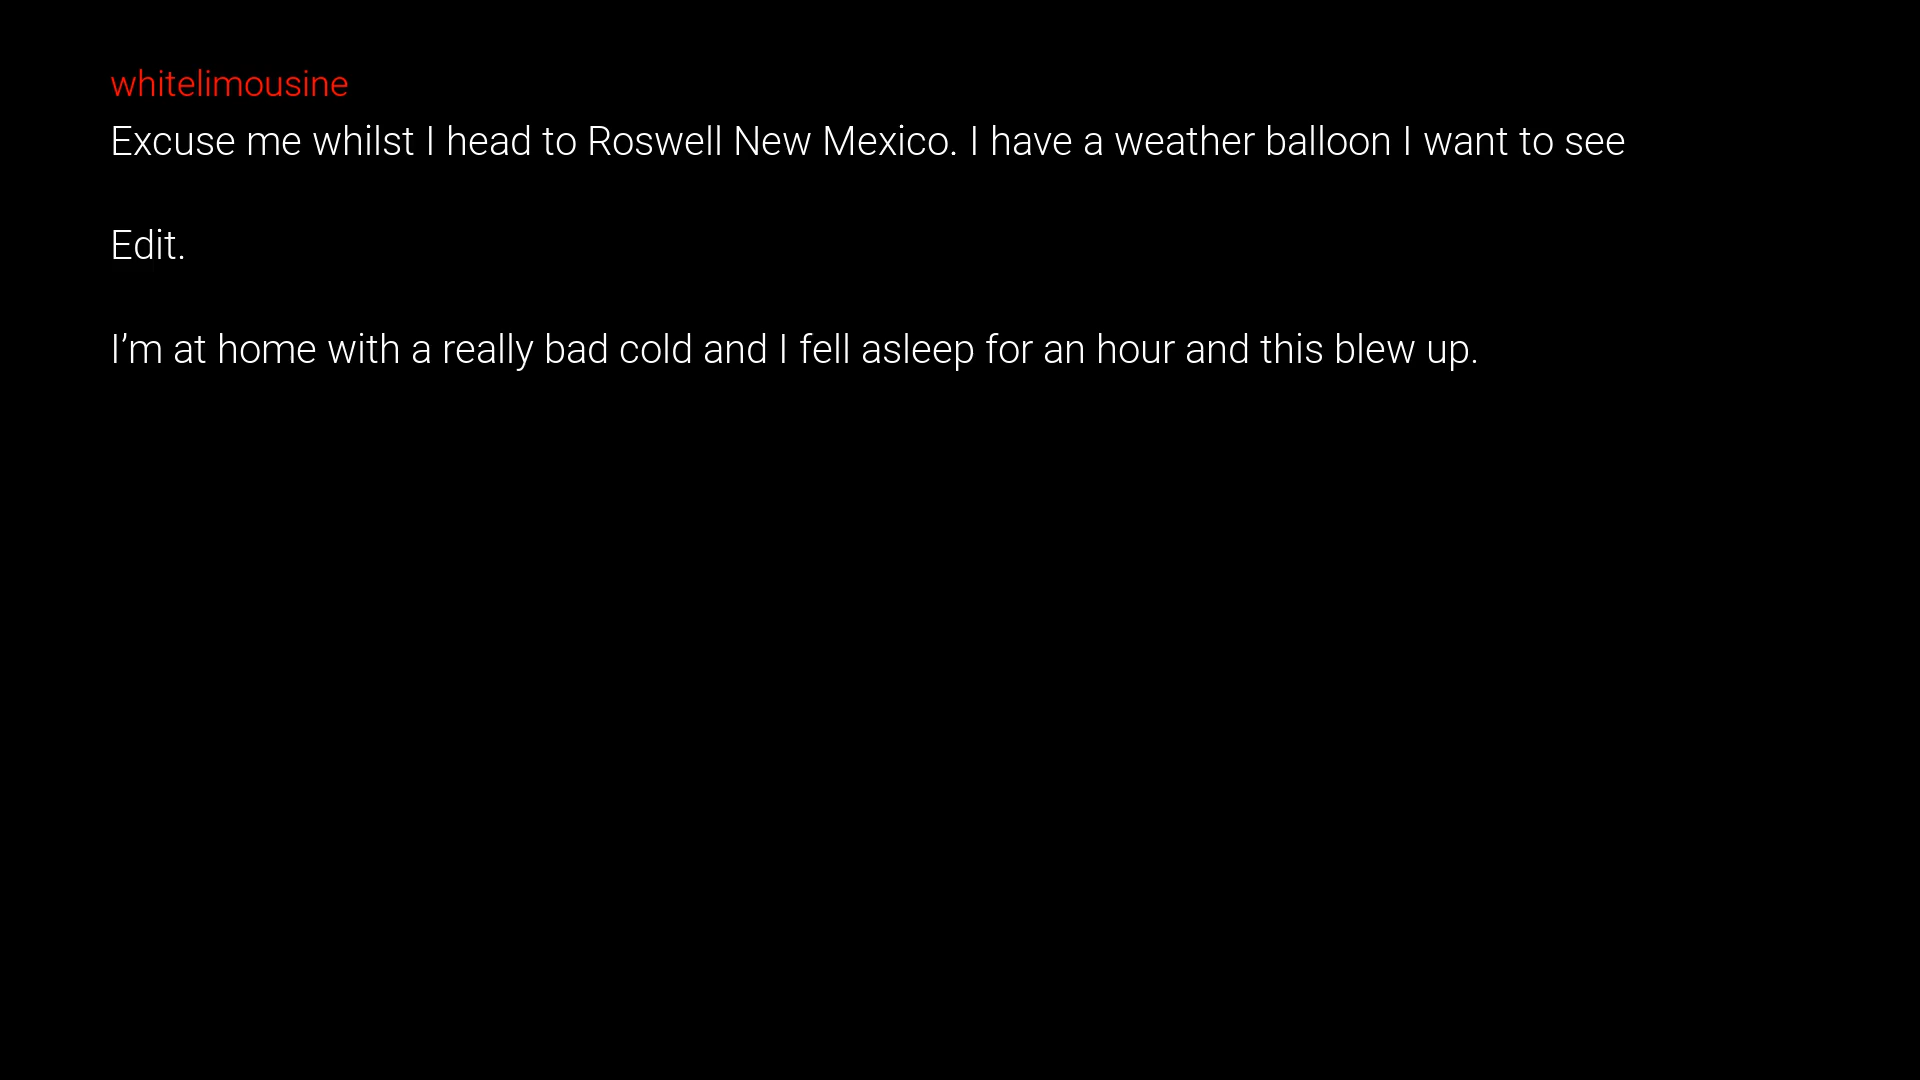 whitelimousine
Excuse me whilst I head to Roswell New Mexico. I have a weather balloon I want to see
Edit.
I’m at home with a really bad cold and I fell asleep for an hour and this blew up.